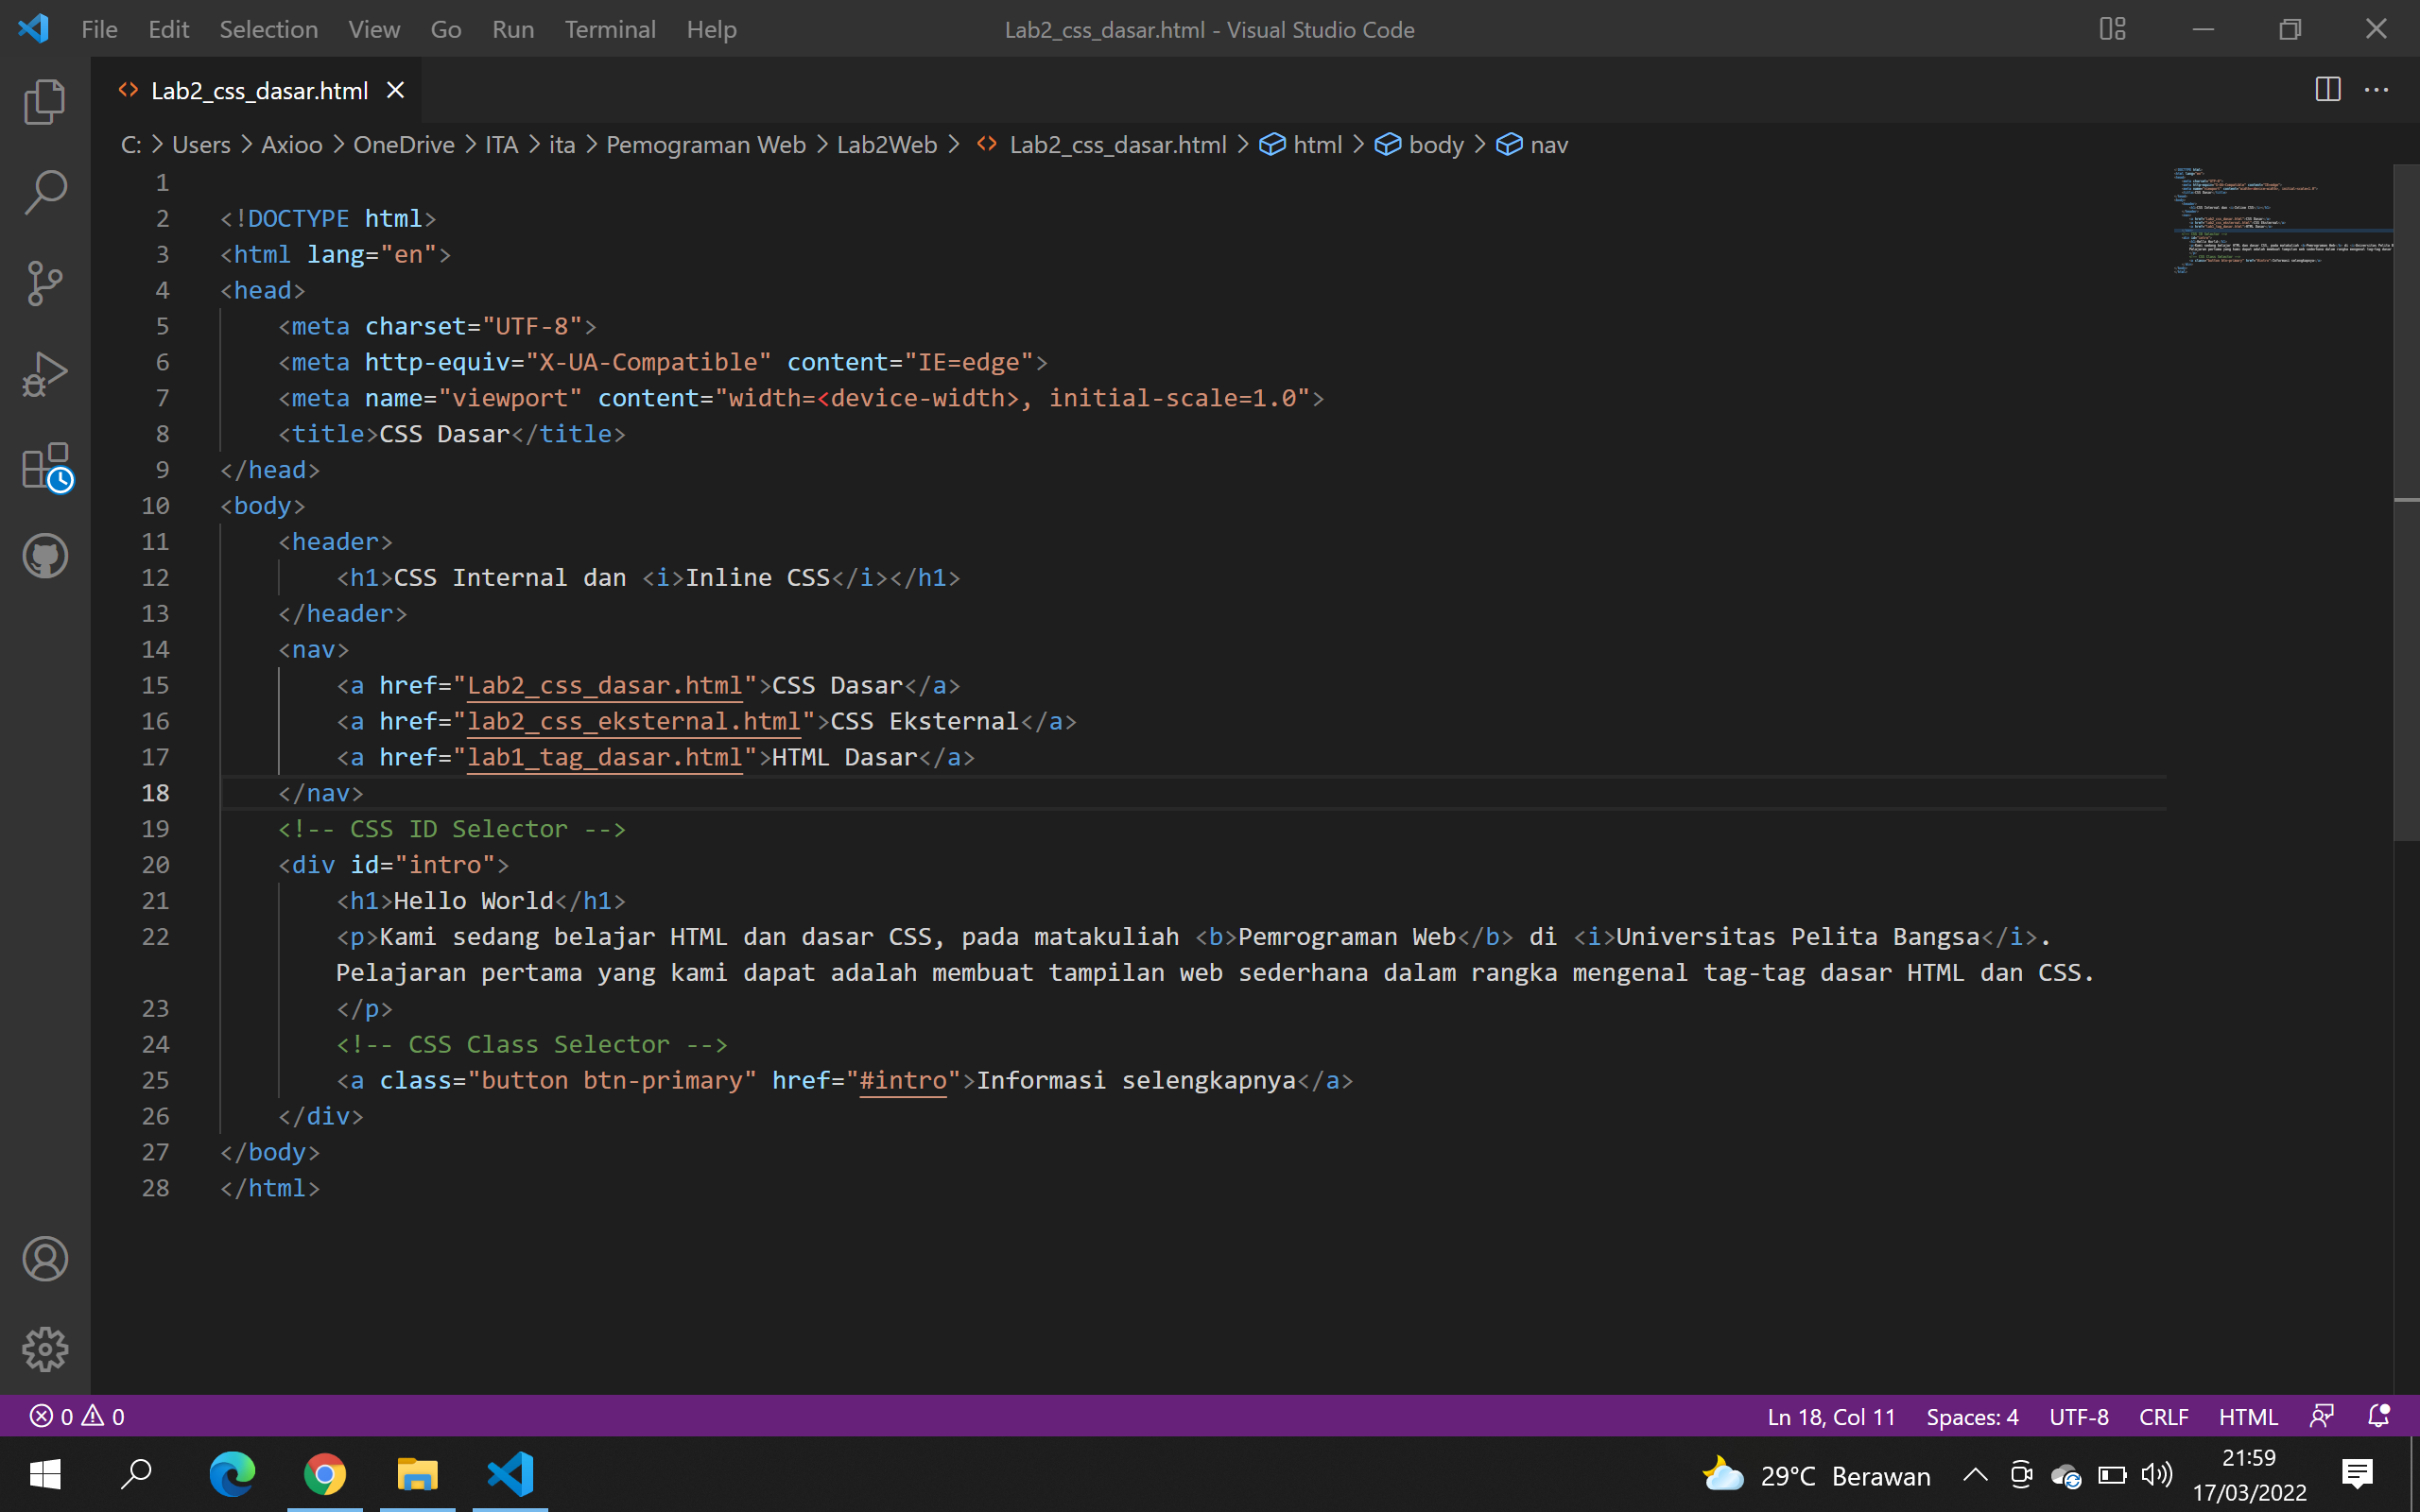 File Edit Selection View Go Run Terminal Help Lab2_css_dasar.html - Visual Studio Code
Lab2_css_dasar.html
C: > Users > Axioo > OneDrive > ITA > ita > Pemograman Web > Lab2Web > Lab2_css_dasar.html > html > body > nav
1
2 <!DOCTYPE html>
3 <html lang="en">
4 <head>
5 <meta charset="UTF-8">
6 <meta http-equiv="X-UA-Compatible" content="IE=edge">
7 <meta name="viewport" content="width=<device-width>, initial-scale=1.0">
8 <title>CSS Dasar</title>
9 </head>
10 <body>
11 <header>
12 <h1>CSS Internal dan <i>Inline CSS</i></h1>
13 </header>
14 <nav>
15 <a href="Lab2_css_dasar.html">CSS Dasar</a>
16 <a href="lab2_css_eksternal.html">CSS Eksternal</a>
17 <a href="lab1_tag_dasar.html">HTML Dasar</a>
18 </nav>
19 <!-- CSS ID Selector -->
20 <div id="intro">
21 <h1>Hello World</h1>
22 <p>Kami sedang belajar HTML dan dasar CSS, pada matakuliah <b>Pemrograman Web</b> di <i>Universitas Pelita Bangsa</i>.
Pelajaran pertama yang kami dapat adalah membuat tampilan web sederhana dalam rangka mengenal tag-tag dasar HTML dan CSS.
23 </p>
24 <!-- CSS Class Selector -->
25 <a class="button btn-primary" href="#intro">Informasi selengkapnya</a>
26 </div>
27 </body>
28 </html>
0 0 Ln 18, Col 11 Spaces: 4 UTF-8 CRLF HTML
29°C Berawan 21:59
17/03/2022